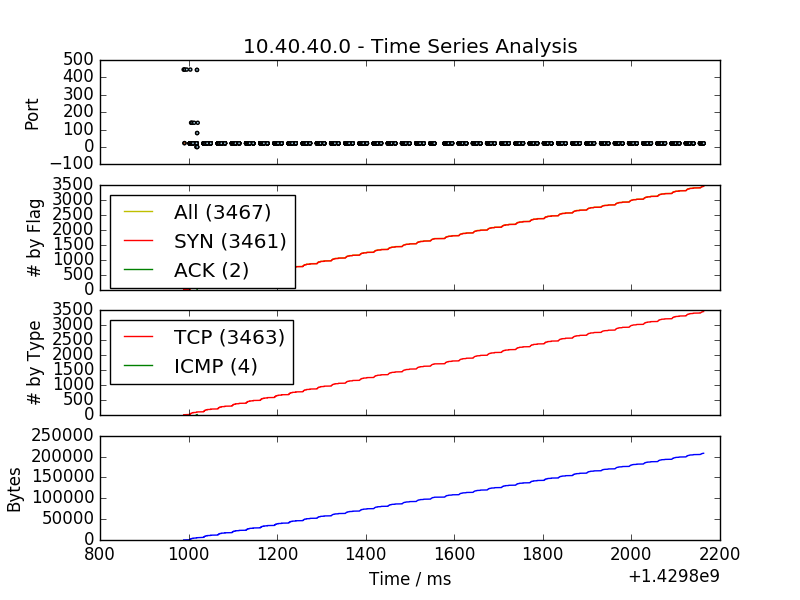 10.40.40.0 - Time Series Analysis
500
400
300
200
100
0
−100
Port
3500
3000
2500
2000
1500
1000
500
0
# by Flag
All (3467)
SYN (3461)
ACK (2)
3500
3000
2500
2000
1500
1000
500
0
# by Type
TCP (3463)
ICMP (4)
250000
200000
150000
100000
50000
0
Bytes
800 1000 1200 1400 1600 1800 2000 2200
Time / ms
+1.4298e9